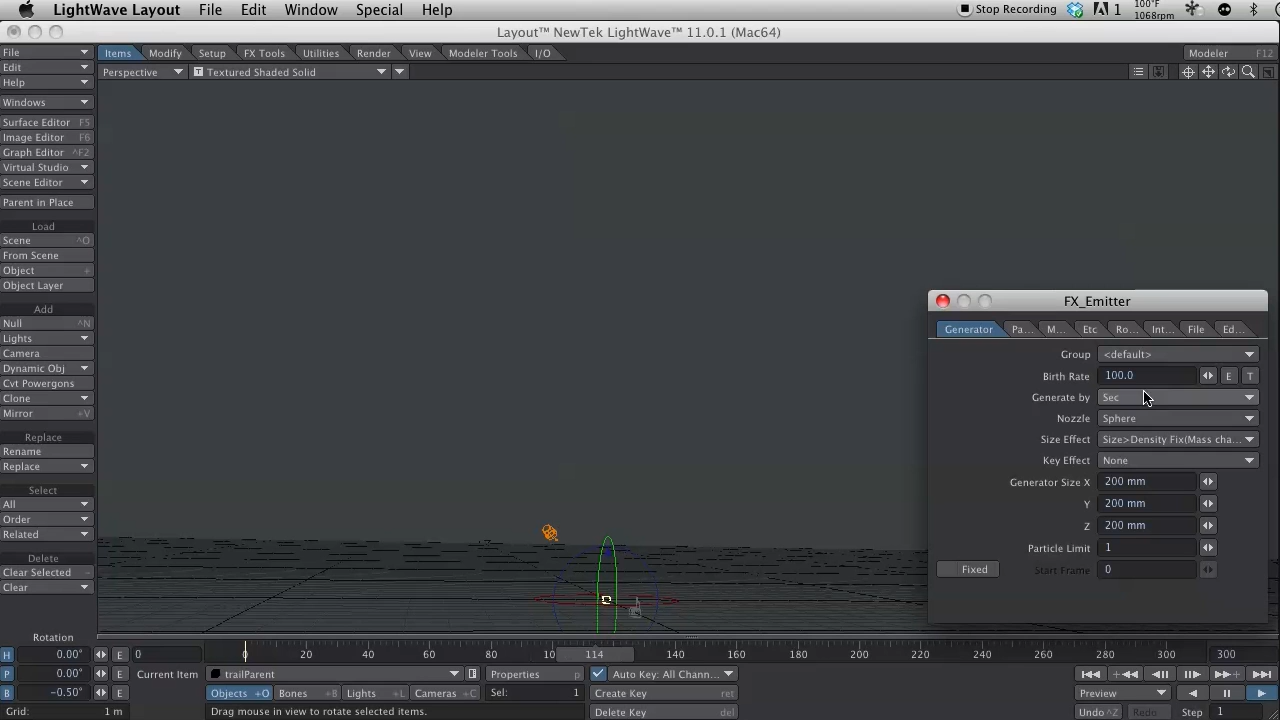 LightWave Layout File Edit Window Special Help Stop Recording 1 100°F 1068rpm
Layout™ NewTek LightWave™ 11.0.1 (Mac64)
File Items Modify Setup FX Tools Utilities Render View Modeler Tools I/O Modeler F12
Edit Perspective T Textured Shaded Solid
Help
Windows
Surface Editor F5
Image Editor F6
Graph Editor ^F2
Virtual Studio
Scene Editor
Parent in Place
Load
Scene ^O
From Scene
Object +
Object Layer
Add
Null ^N
Lights
Camera
Dynamic Obj
Cvt Powergons
Clone
Mirror +V
Replace
Rename
Replace
Select
All
Order
Related
Delete
Clear Selected -
Clear
FX_Emitter
Generator Pa... M... Etc Ro... Int... File Ed...
Group <default>
Birth Rate 100.0 E T
Generate by Sec
Nozzle Sphere
Size Effect Size>Density Fix(Mass cha...
Key Effect None
Generator Size X 200 mm
Y 200 mm
Z 200 mm
Particle Limit 1
Fixed Start Frame 0
Rotation
H 0.00° E 0 0 20 40 60 80 10 114 120 140 160 180 200 220 240 260 280 300 300
P 0.00° E Current Item trailParent Properties p Auto Key: All Chann...
B -0.50° E Objects +O Bones +B Lights +L Cameras +C Sel: 1 Create Key ret Preview
Grid: 1 m Drag mouse in view to rotate selected items. Delete Key del Undo ^Z Redo Step 1